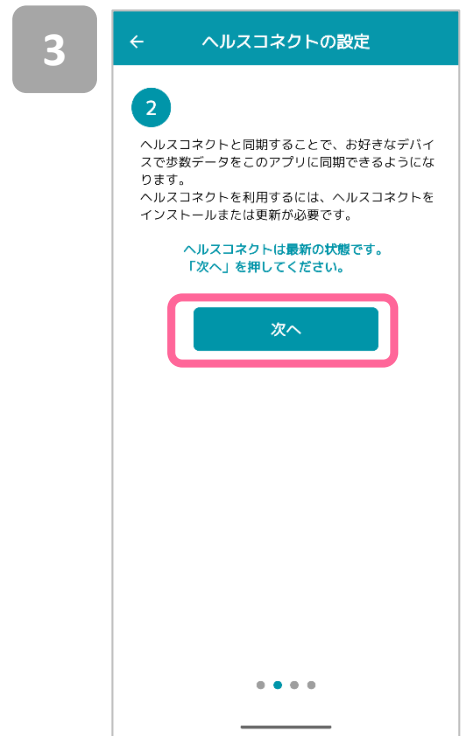 3
← ヘルスコネクトの設定
2
ヘルスコネクトと同期することで、お好きなデバイ
スで歩数データをこのアプリに同期できるようにな
ります。
ヘルスコネクトを利用するには、ヘルスコネクトを
インストールまたは更新が必要です。
ヘルスコネクトは最新の状態です。
「次へ」を押してください。
次へ